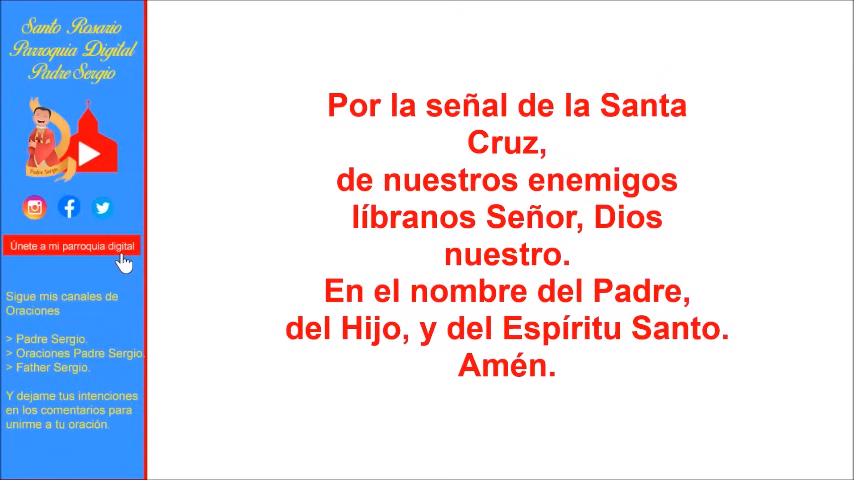 Santo Rosario
Parroquia Digital
Padre Sergio
Padre Sergio
Únete a mi parroquia digital
Sigue mis canales de
Oraciones
> Padre Sergio.
> Oraciones Padre Sergio.
> Father Sergio.
Y dejame tus intenciones
en los comentarios para
unirme a tu oración.
Por la señal de la Santa
Cruz,
de nuestros enemigos
líbranos Señor, Dios
nuestro.
En el nombre del Padre,
del Hijo, y del Espíritu Santo.
Amén.